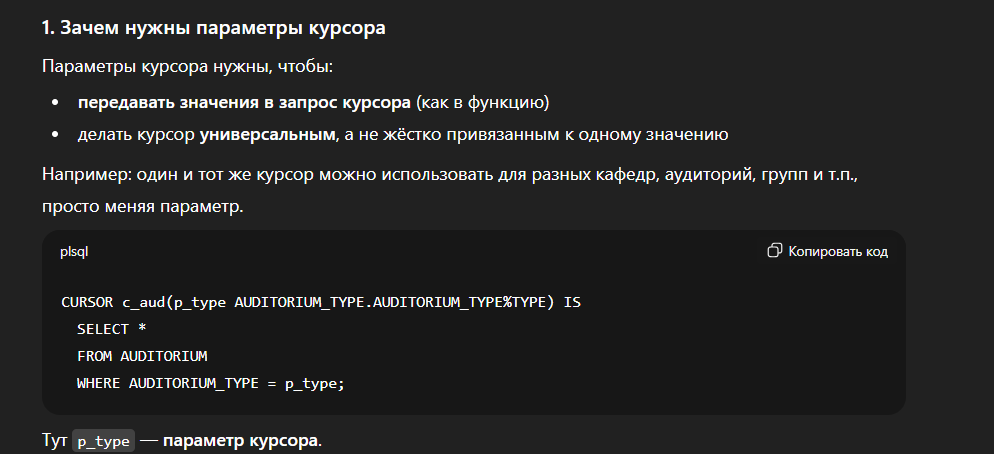 1. Зачем нужны параметры курсора
Параметры курсора нужны, чтобы:
• передавать значения в запрос курсора (как в функцию)
• делать курсор универсальным, а не жёстко привязанным к одному значению
Например: один и тот же курсор можно использовать для разных кафедр, аудиторий, групп и т.п.,
просто меняя параметр.
plsql
Копировать код
CURSOR c_aud(p_type AUDITORIUM_TYPE.AUDITORIUM_TYPE%TYPE) IS
  SELECT *
  FROM AUDITORIUM
  WHERE AUDITORIUM_TYPE = p_type;
Тут p_type — параметр курсора.